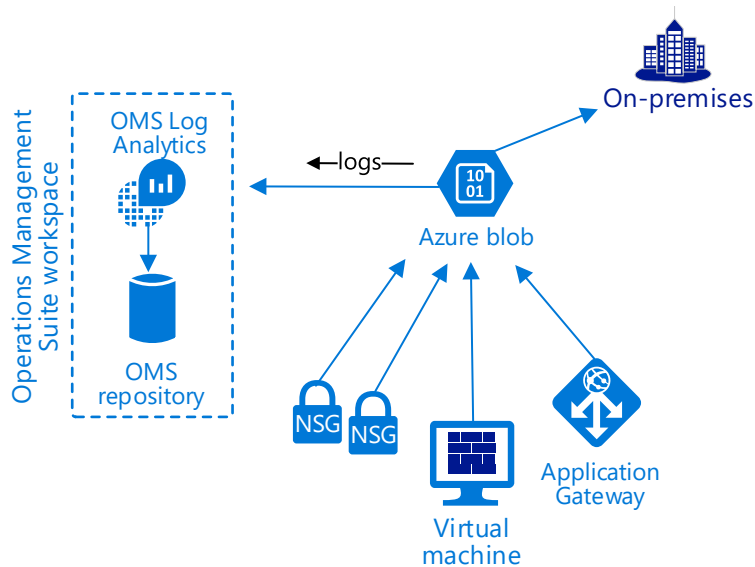 On-premises
Operations Management
Suite workspace
OMS Log
Analytics
logs
10
01
Azure blob
OMS
repository
NSG
NSG
Application
Gateway
Virtual
machine